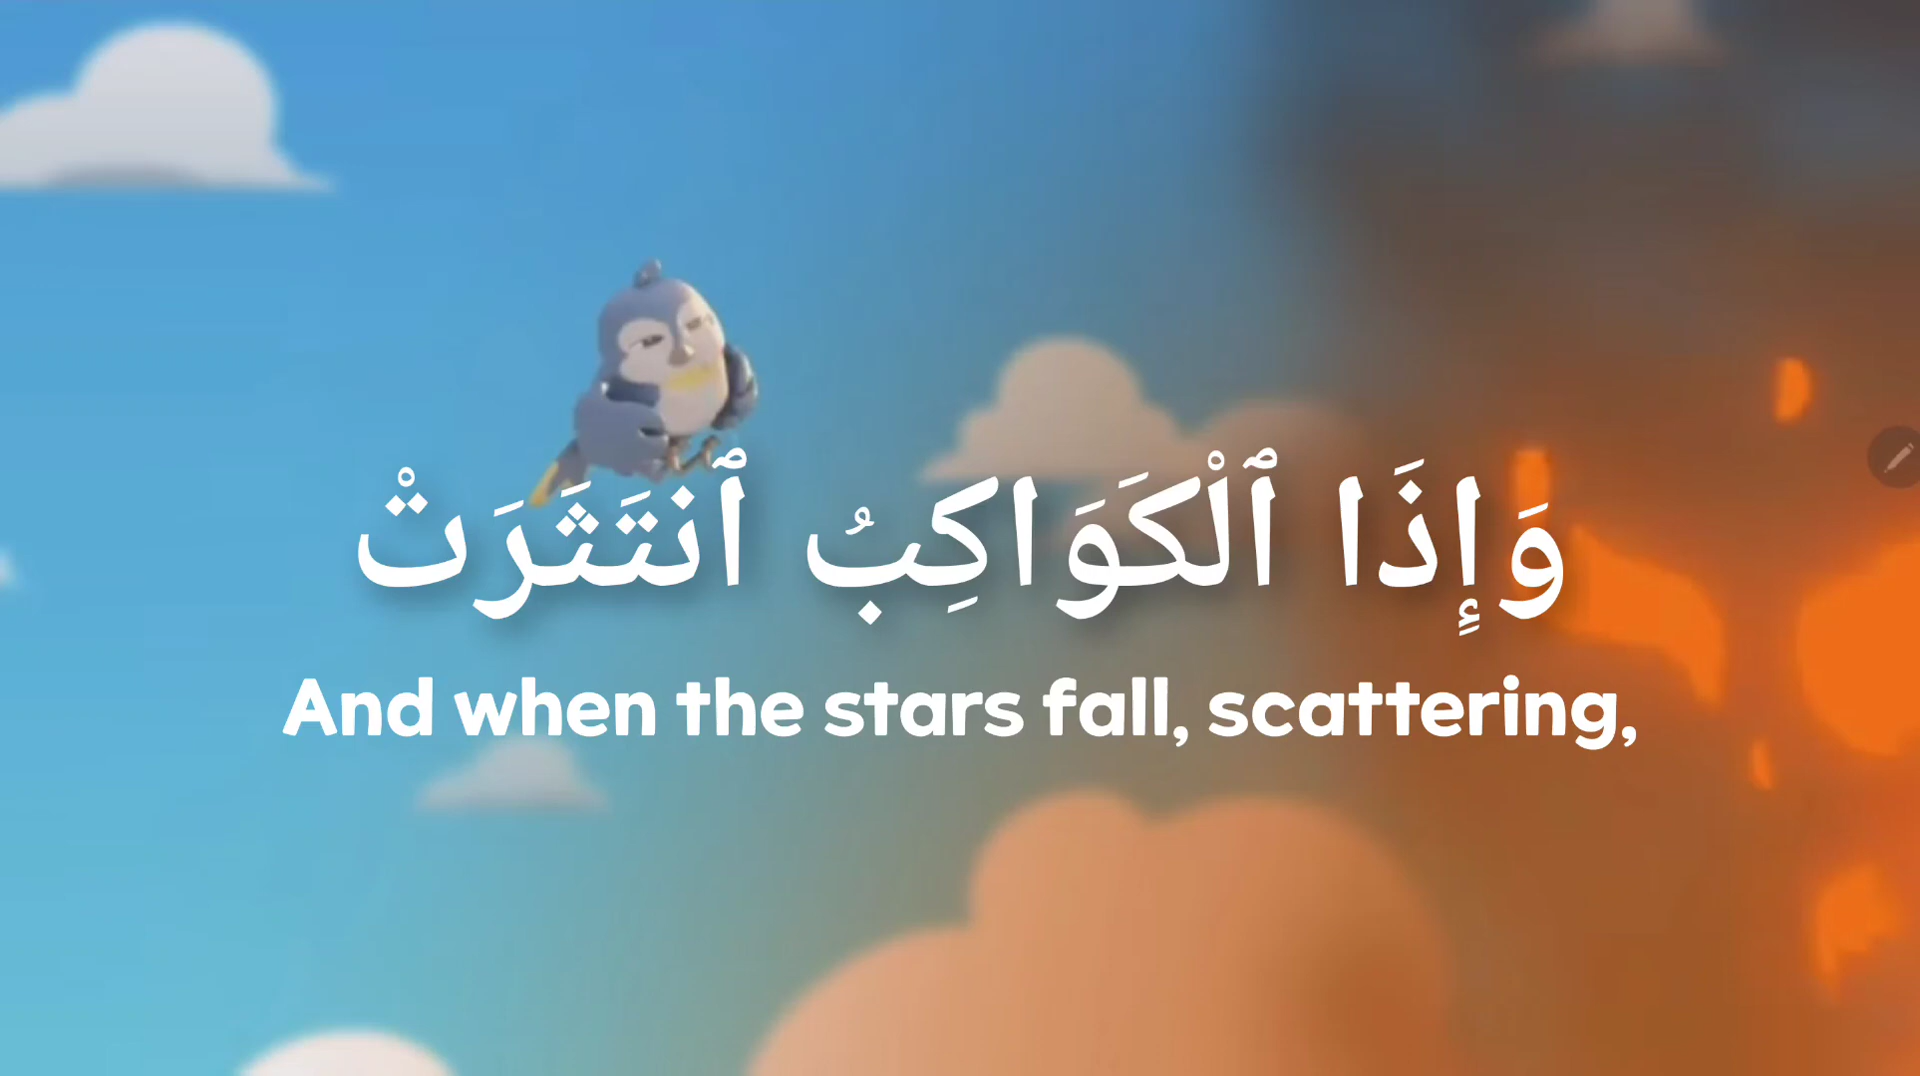 وَإِذَا ٱلْكَوَاكِبُ ٱنتَثَرَتْ
And when the stars fall, scattering,